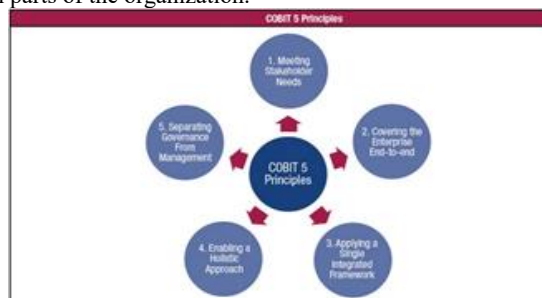 parts of the organization.
COBIT 5 Principles
1. Meeting
Stakeholder
Needs
2. Covering the
Enterprise
End-to-end
3. Applying a
Single
Integrated
Framework
4. Enabling a
Holistic
Approach
5. Separating
Governance
From
Management
COBIT 5
Principles